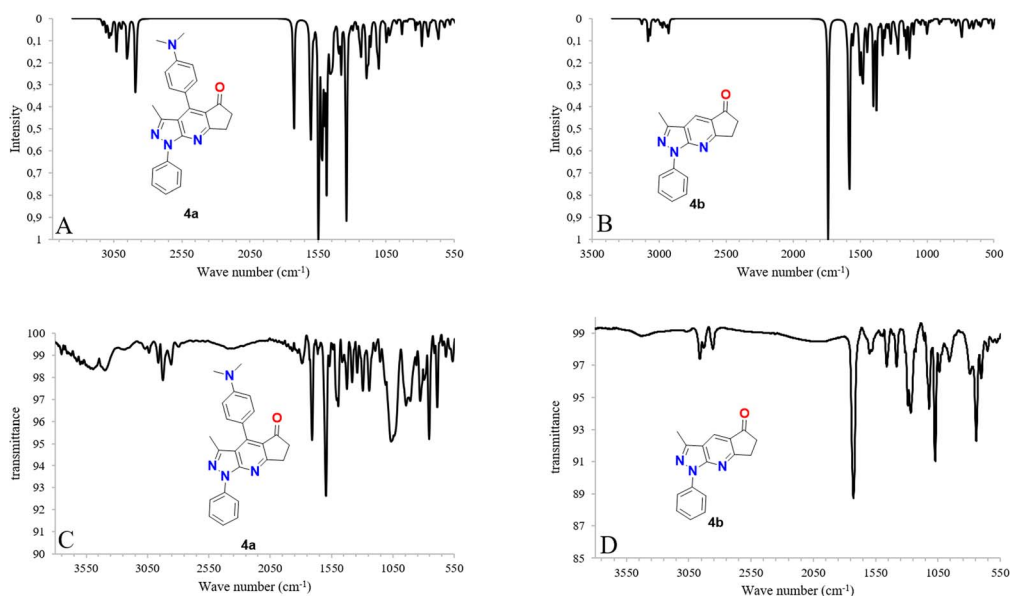 0
0,1
0,2
0,3
0,4
0,5
0,6
0,7
0,8
0,9
1
Intensity
3050 2550 2050 1550 1050 550
Wave number (cm-1)
A
N
O
N
N
N
4a
0
0,1
0,2
0,3
0,4
0,5
0,6
0,7
0,8
0,9
1
Intensity
3500 3000 2500 2000 1500 1000 500
Wave number (cm-1)
B
O
N
N
N
4b
100
99
98
97
96
95
94
93
92
91
90
transmittance
3550 3050 2550 2050 1550 1050 550
Wave number (cm-1)
C
N
O
N
N
N
4a
99
97
95
93
91
89
87
85
transmittance
3550 3050 2550 2050 1550 1050 550
Wave number (cm-1)
D
O
N
N
N
4b